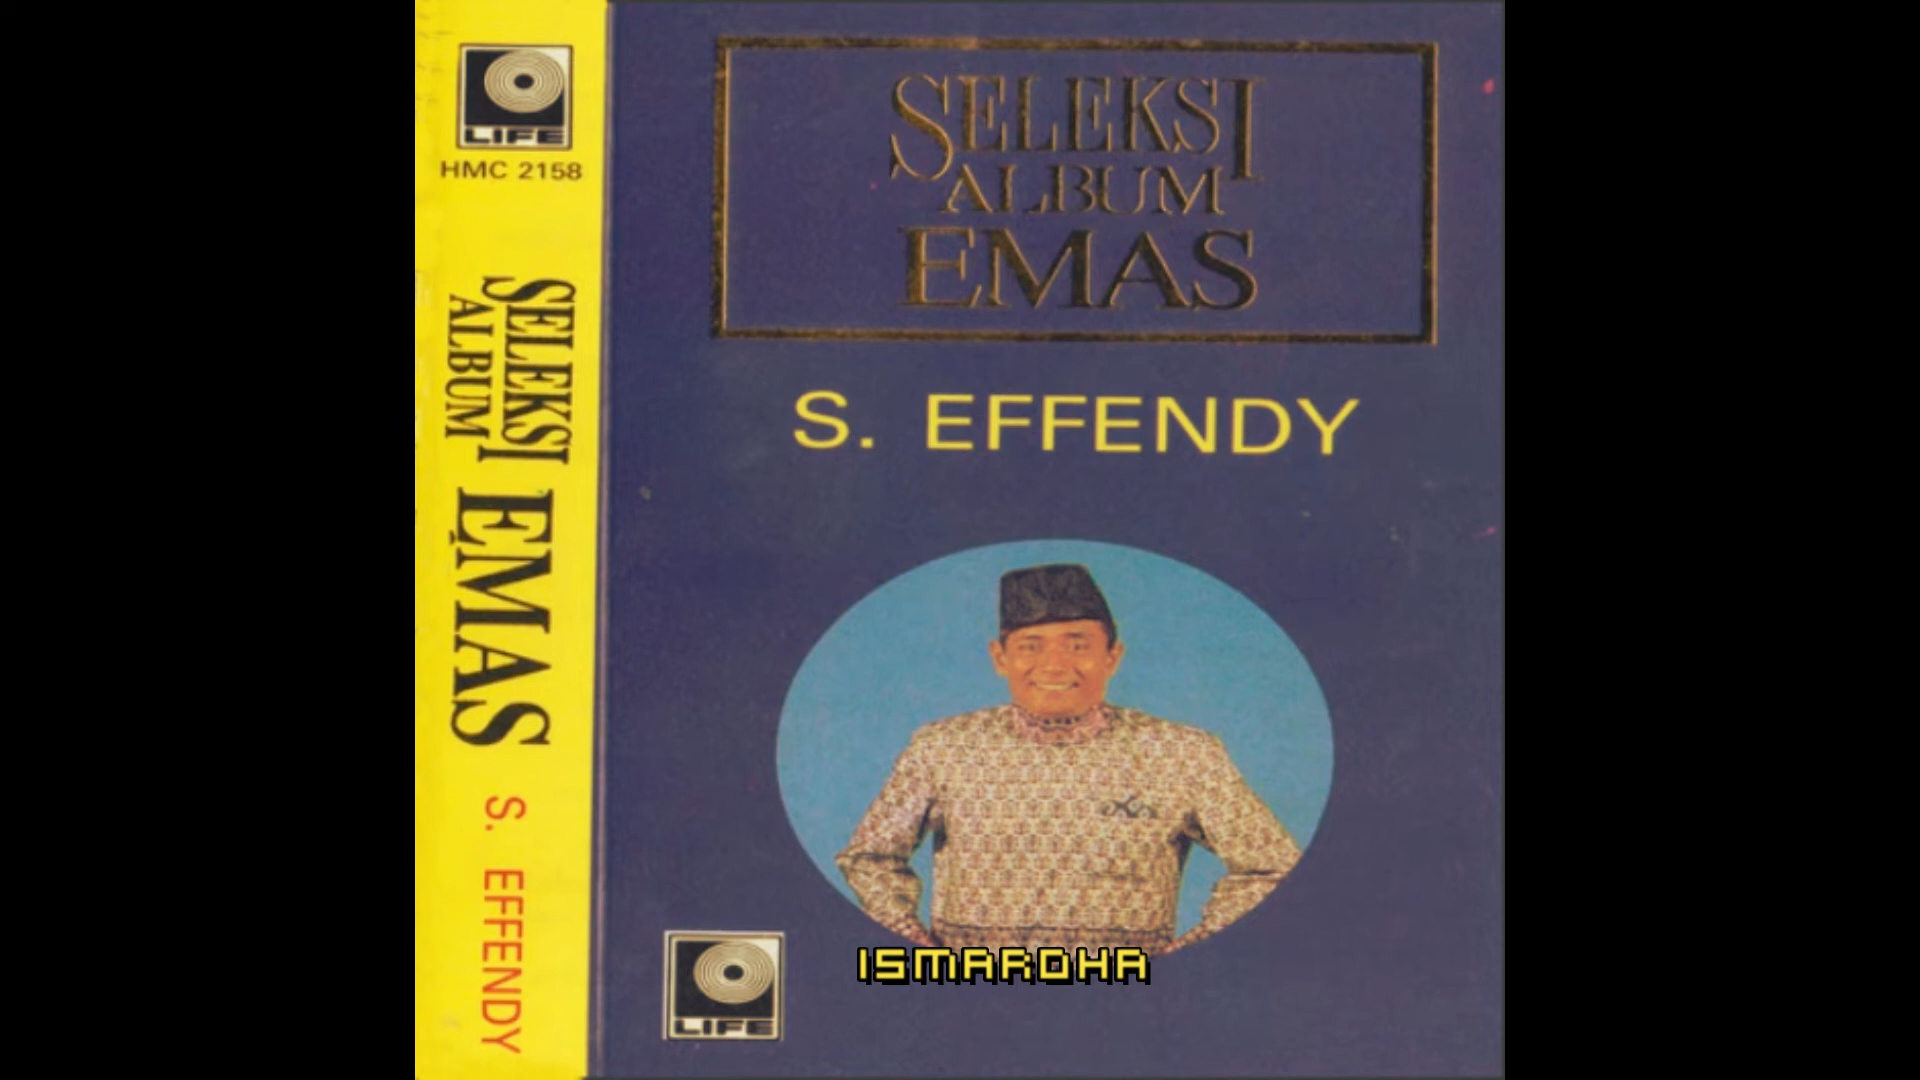 LIFE
HMC 2158
SELEKSI
ALBUM
EMAS
S. EFFENDY
SELEKSI
ALBUM
EMAS
S. EFFENDY
LIFE
ISMARDHA